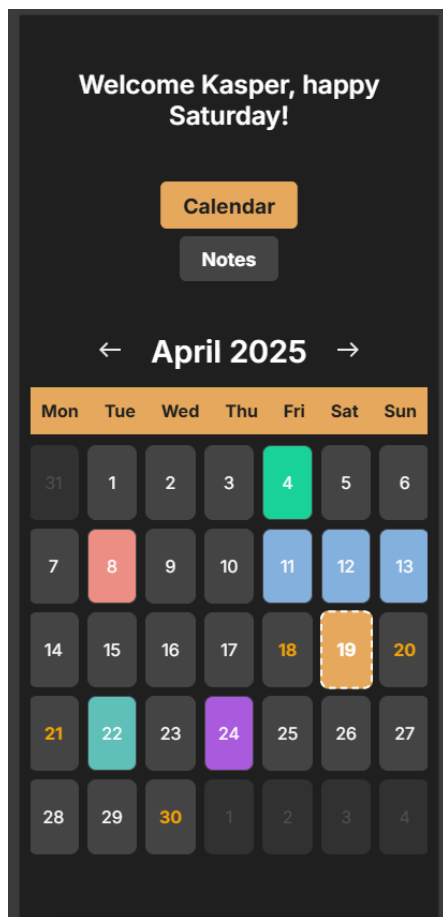 Welcome Kasper, happy
Saturday!
Calendar
Notes
← April 2025 →
Mon Tue Wed Thu Fri Sat Sun
31 1 2 3 4 5 6
7 8 9 10 11 12 13
14 15 16 17 18 19 20
21 22 23 24 25 26 27
28 29 30 1 2 3 4